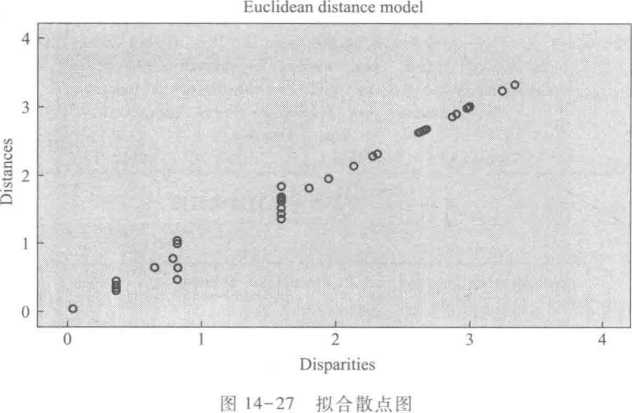 Euclidean distance model
4
3
2
1
0
Distances
0 1 2 3 4
Disparities
图 14-27 拟合散点图